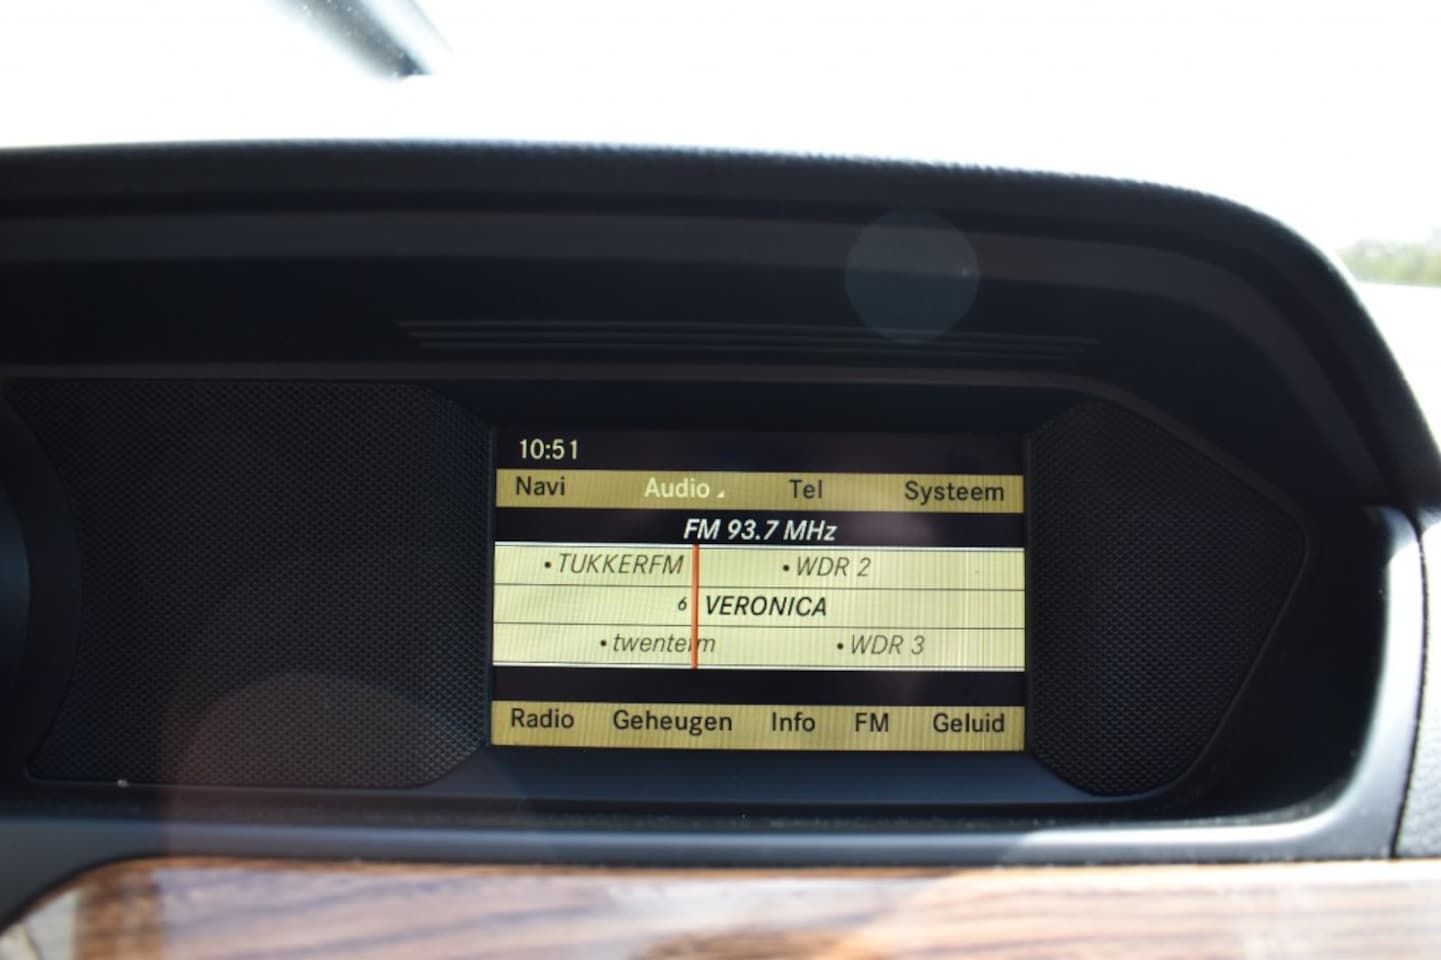 10:51
Navi Audio Tel Systeem
FM 93.7 MHz
•TUKKERFM •WDR 2
6 VERONICA
•twentefm •WDR 3
Radio Geheugen Info FM Geluid